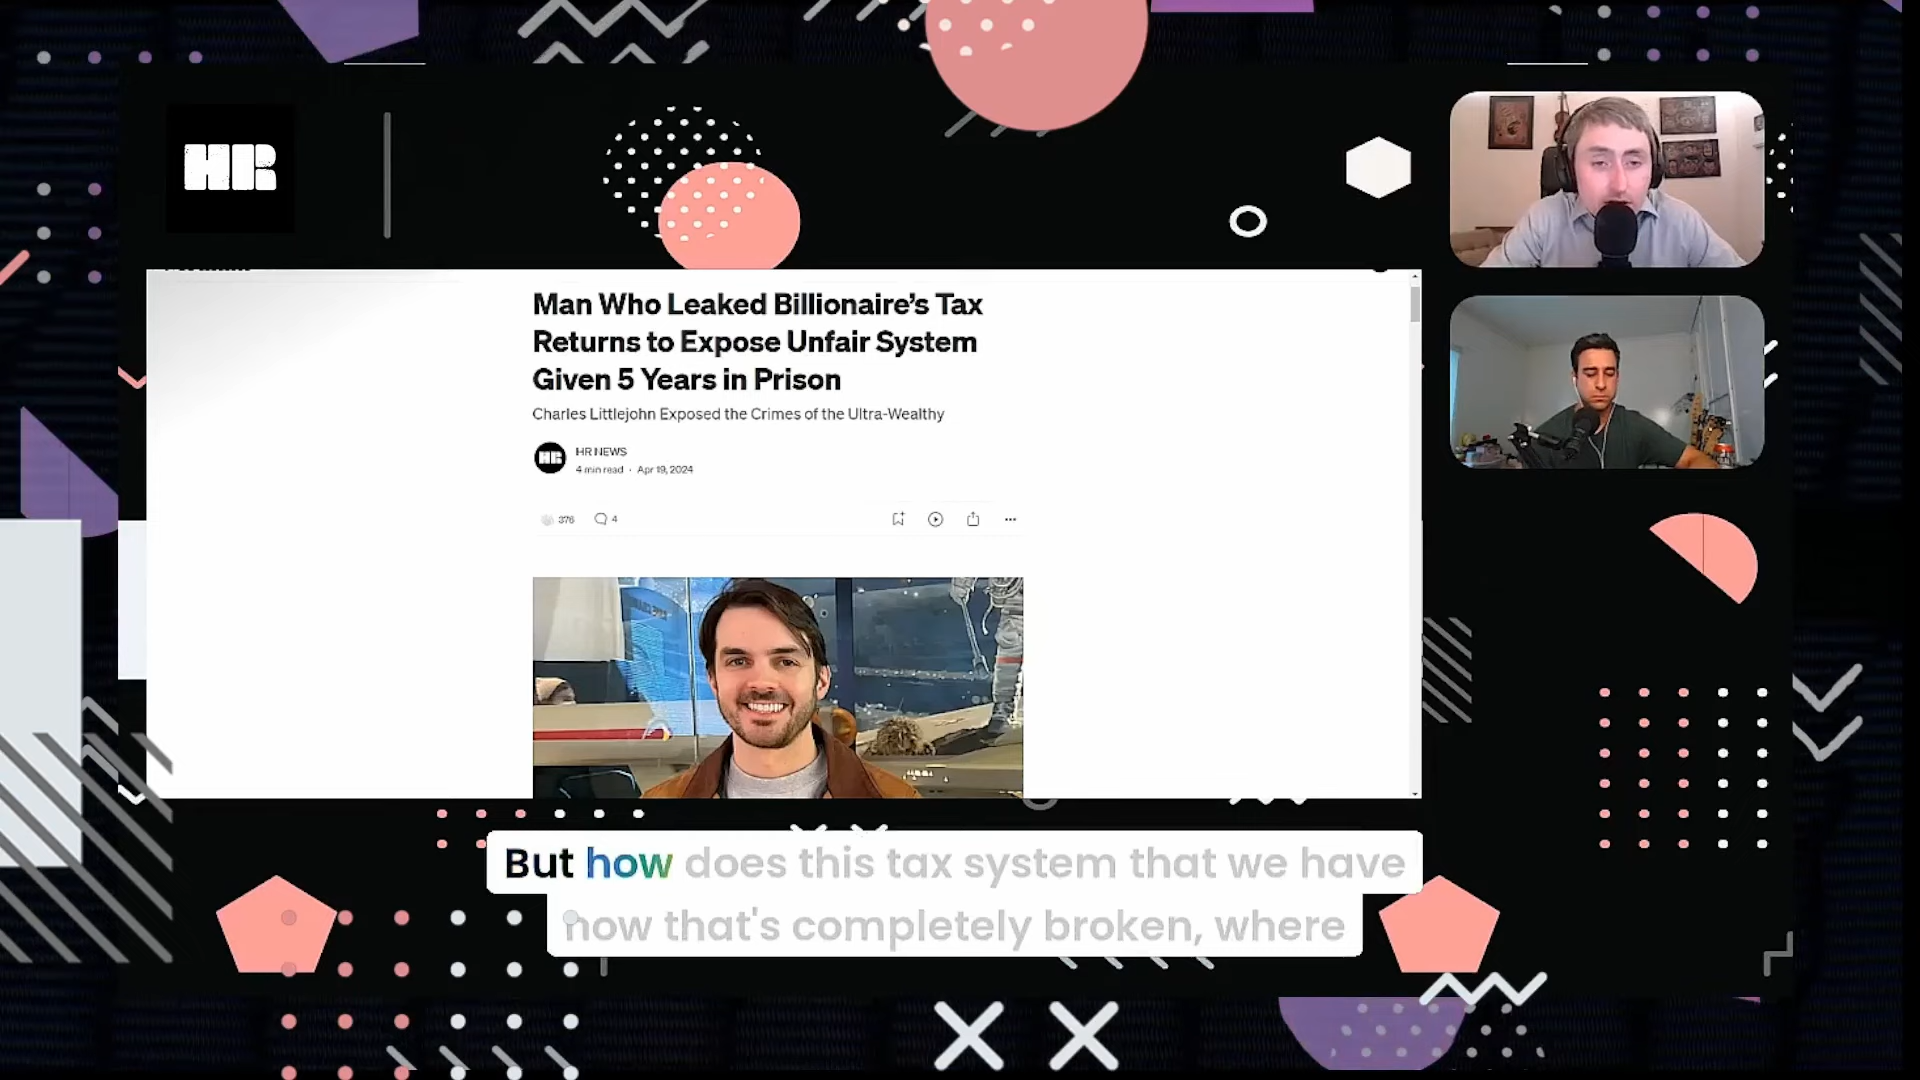 HR
Man Who Leaked Billionaire's Tax
Returns to Expose Unfair System
Given 5 Years in Prison
Charles Littlejohn Exposed the Crimes of the Ultra-Wealthy
HR
HR NEWS
4 min read · Apr 19, 2024
376 4
But how does this tax system that we have
now that's completely broken, where